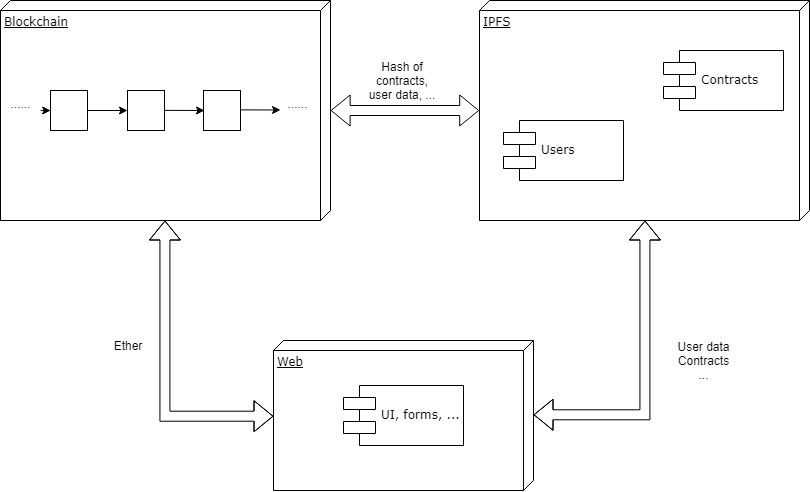 Blockchain
IPFS
Hash of
contracts,
user data, ...
Contracts
......
......
Users
Ether
User data
Contracts
...
Web
UI, forms, ...